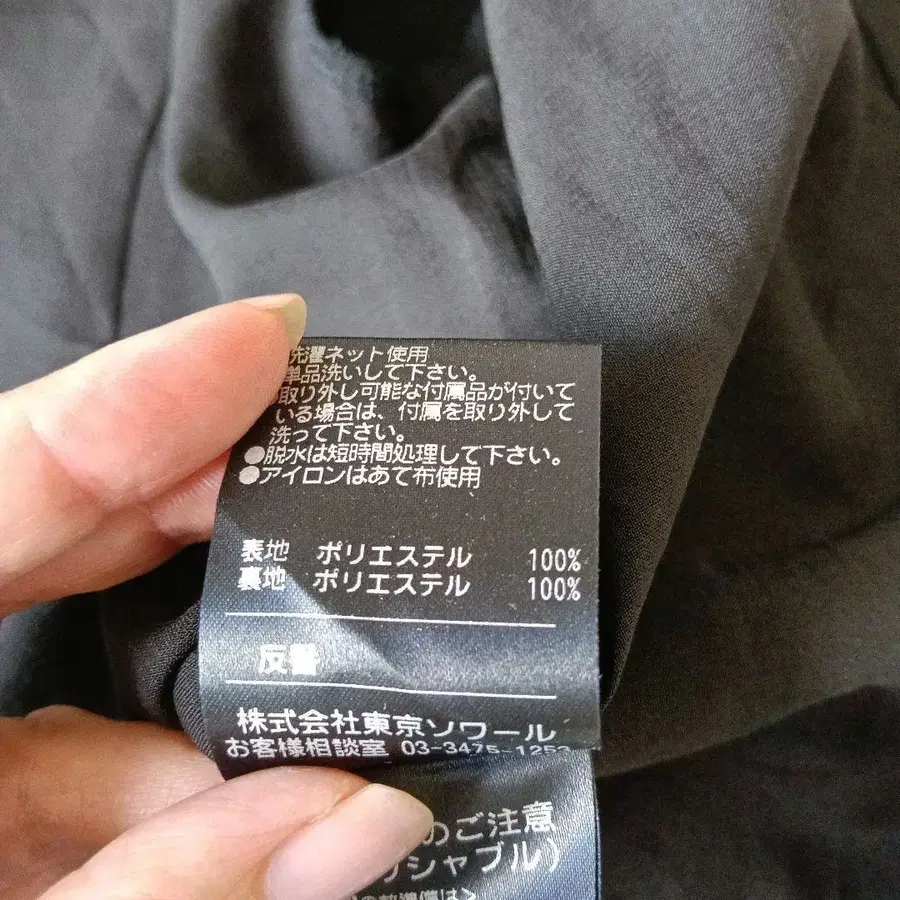 洗濯ネット使用
単品洗いして下さい。
取り外し可能な付属品が付いて
いる場合は、付属を取り外して
洗って下さい。
●脱水は短時間処理して下さい。
●アイロンはあて布使用
表地 ポリエステル 100%
裏地 ポリエステル 100%
反番
株式会社東京ソワール
お客様相談室 03-3475-1253
のご注意
シャブル)